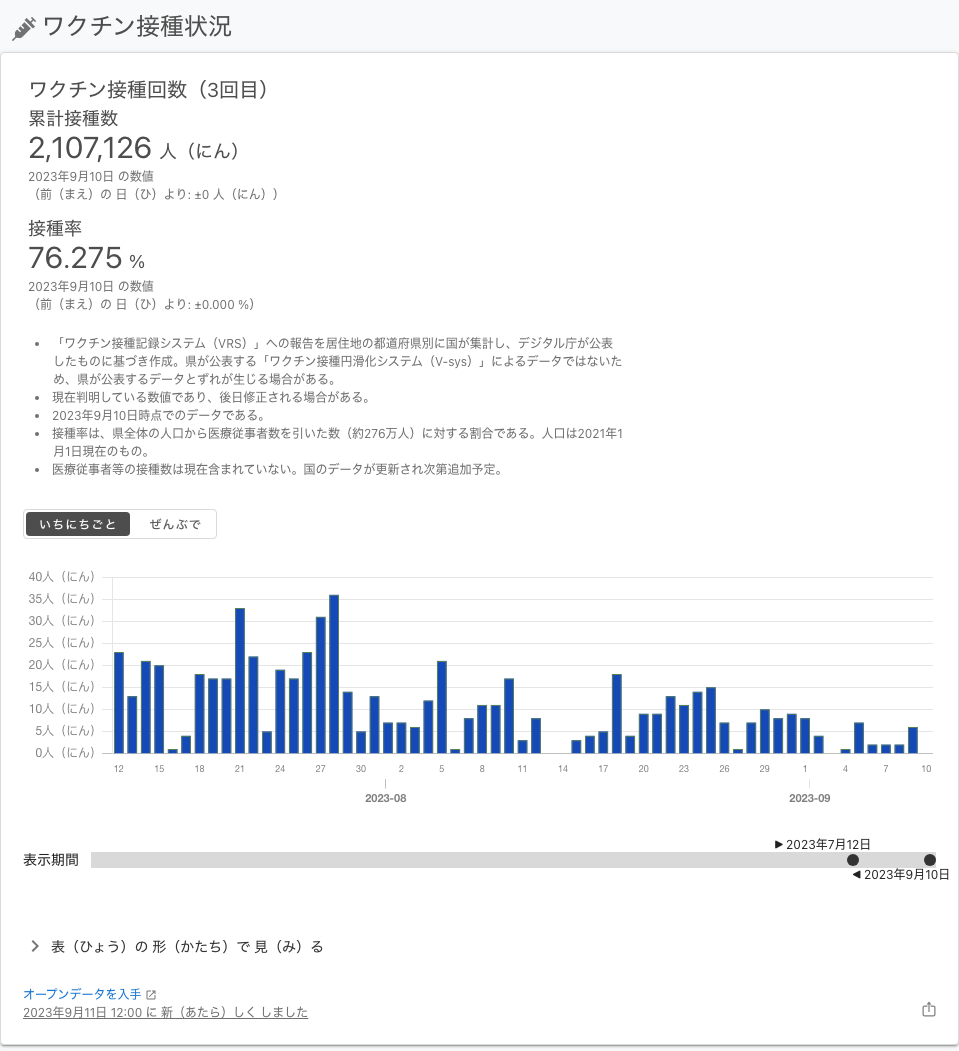 ワクチン接種状況
ワクチン接種回数（3回目）
累計接種数
2,107,126 人（にん）
2023年9月10日 の数値
（前（まえ）の 日（ひ）より: ±0 人（にん））
接種率
76.275 %
2023年9月10日 の数値
（前（まえ）の 日（ひ）より: ±0.000 %）
• 「ワクチン接種記録システム（VRS）」への報告を居住地の都道府県別に国が集計し、デジタル庁が公表
したものに基づき作成。県が公表する「ワクチン接種円滑化システム（V-sys）」によるデータではないた
め、県が公表するデータとずれが生じる場合がある。
• 現在判明している数値であり、後日修正される場合がある。
• 2023年9月10日時点でのデータである。
• 接種率は、県全体の人口から医療従事者数を引いた数（約276万人）に対する割合である。人口は2021年1
月1日現在のもの。
• 医療従事者等の接種数は現在含まれていない。国のデータが更新され次第追加予定。
いちにちごと ぜんぶで
40人（にん）
35人（にん）
30人（にん）
25人（にん）
20人（にん）
15人（にん）
10人（にん）
5人（にん）
0人（にん）
12 15 18 21 24 27 30 2 5 8 11 14 17 20 23 26 29 1 4 7 10
2023-08 2023-09
▶ 2023年7月12日
表示期間
◀ 2023年9月10日
表（ひょう）の 形（かたち）で 見（み）る
オープンデータを入手
2023年9月11日 12:00 に 新（あたら）しく しました